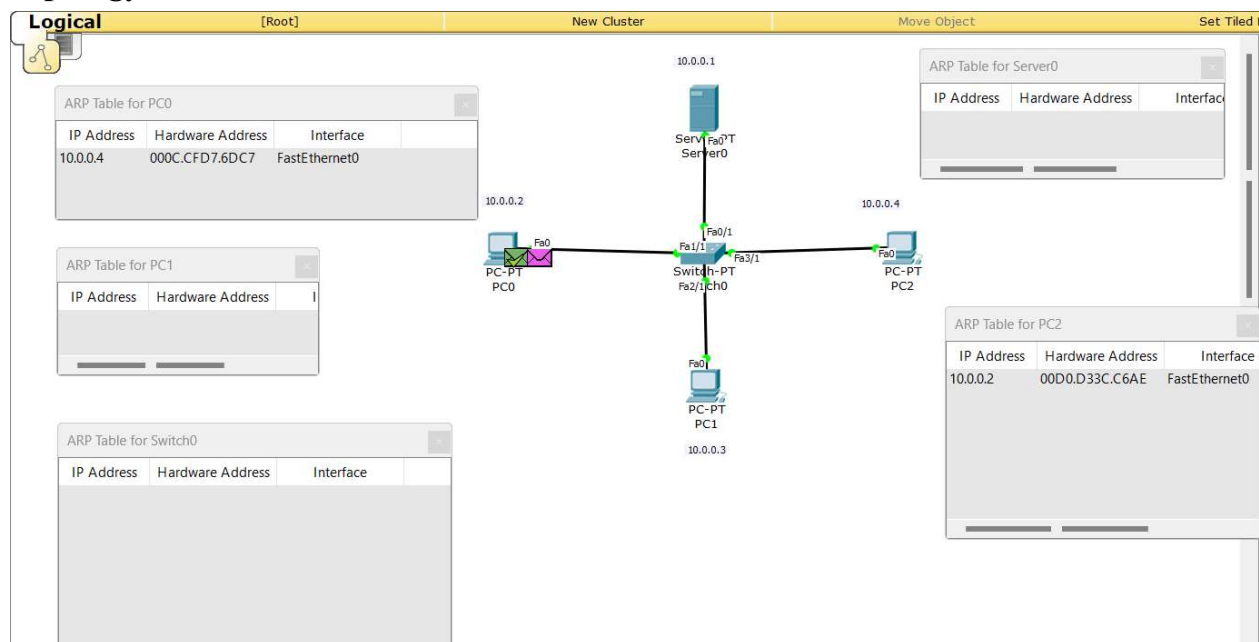 Logical [Root] New Cluster Move Object Set Tiled
10.0.0.1
ARP Table for Server0
IP Address Hardware Address Interfac
ARP Table for PC0
IP Address Hardware Address Interface
10.0.0.4 000C.CFD7.6DC7 FastEthernet0
Fa0
Server0
10.0.0.2
10.0.0.4
Fa0
PC-PT
PC0
Fa0/1
Fa1/1
Fa3/1
Switch-PT
Fa2/1
Fa0
PC-PT
PC2
ARP Table for PC1
IP Address Hardware Address I
ARP Table for PC2
IP Address Hardware Address Interface
10.0.0.2 00D0.D33C.C6AE FastEthernet0
Fa0
PC-PT
PC1
10.0.0.3
ARP Table for Switch0
IP Address Hardware Address Interface